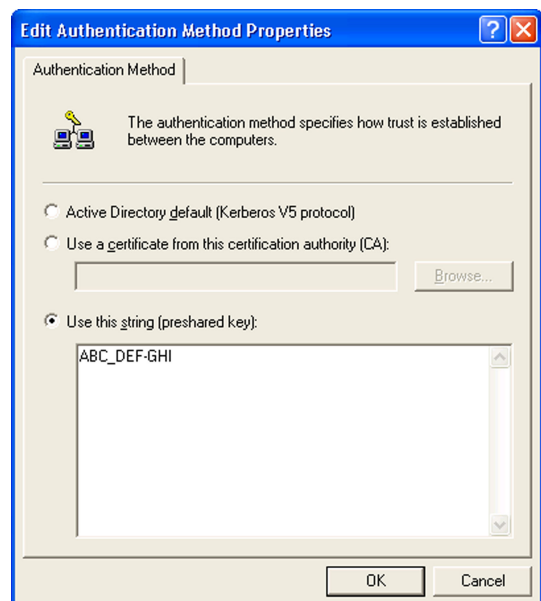 Edit Authentication Method Properties
Authentication Method
The authentication method specifies how trust is established
between the computers.
Active Directory default (Kerberos V5 protocol)
Use a certificate from this certification authority (CA):
Browse...
Use this string (preshared key):
ABC_DEF-GHI
OK Cancel